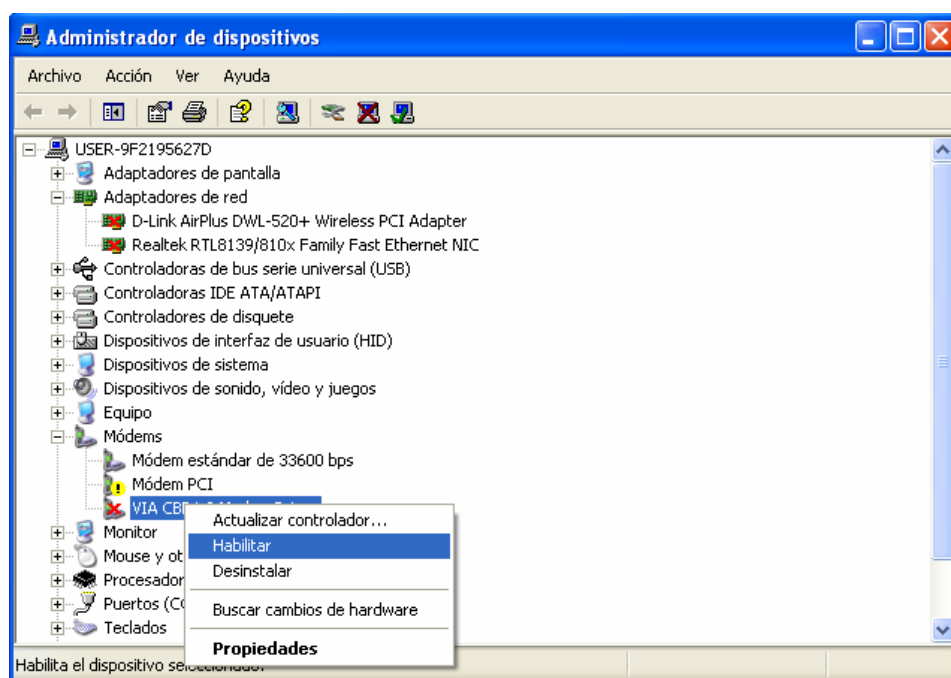 Administrador de dispositivos
Archivo Acción Ver Ayuda
USER-9F2195627D
Adaptadores de pantalla
Adaptadores de red
D-Link AirPlus DWL-520+ Wireless PCI Adapter
Realtek RTL8139/810x Family Fast Ethernet NIC
Controladoras de bus serie universal (USB)
Controladoras IDE ATA/ATAPI
Controladores de disquete
Dispositivos de interfaz de usuario (HID)
Dispositivos de sistema
Dispositivos de sonido, vídeo y juegos
Equipo
Módems
Módem estándar de 33600 bps
Módem PCI
VIA
Actualizar controlador...
Monitor
Habilitar
Mouse y
Desinstalar
Procesador
Puertos
Buscar cambios de hardware
Teclados
Propiedades
Habilita el dispositivo